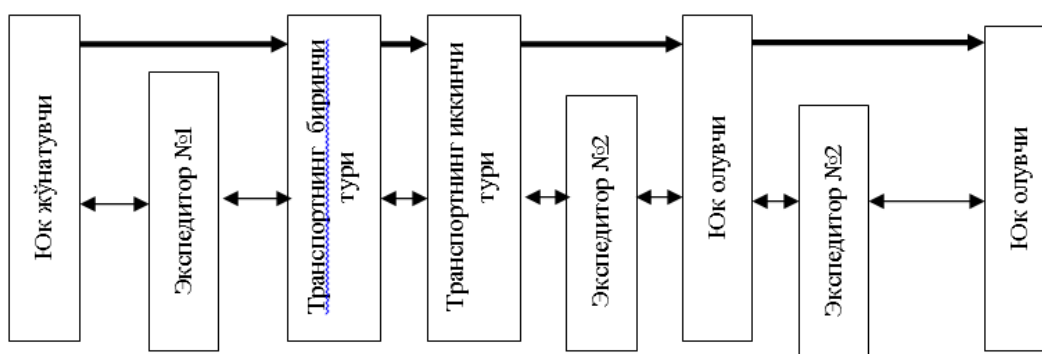 Юк жўнатувчи
Экспедитор №1
Транспортнинг биринчи
тури
Транспортнинг иккинчи
тури
Экспедитор №2
Юк олувчи
Экспедитор №2
Юк олувчи